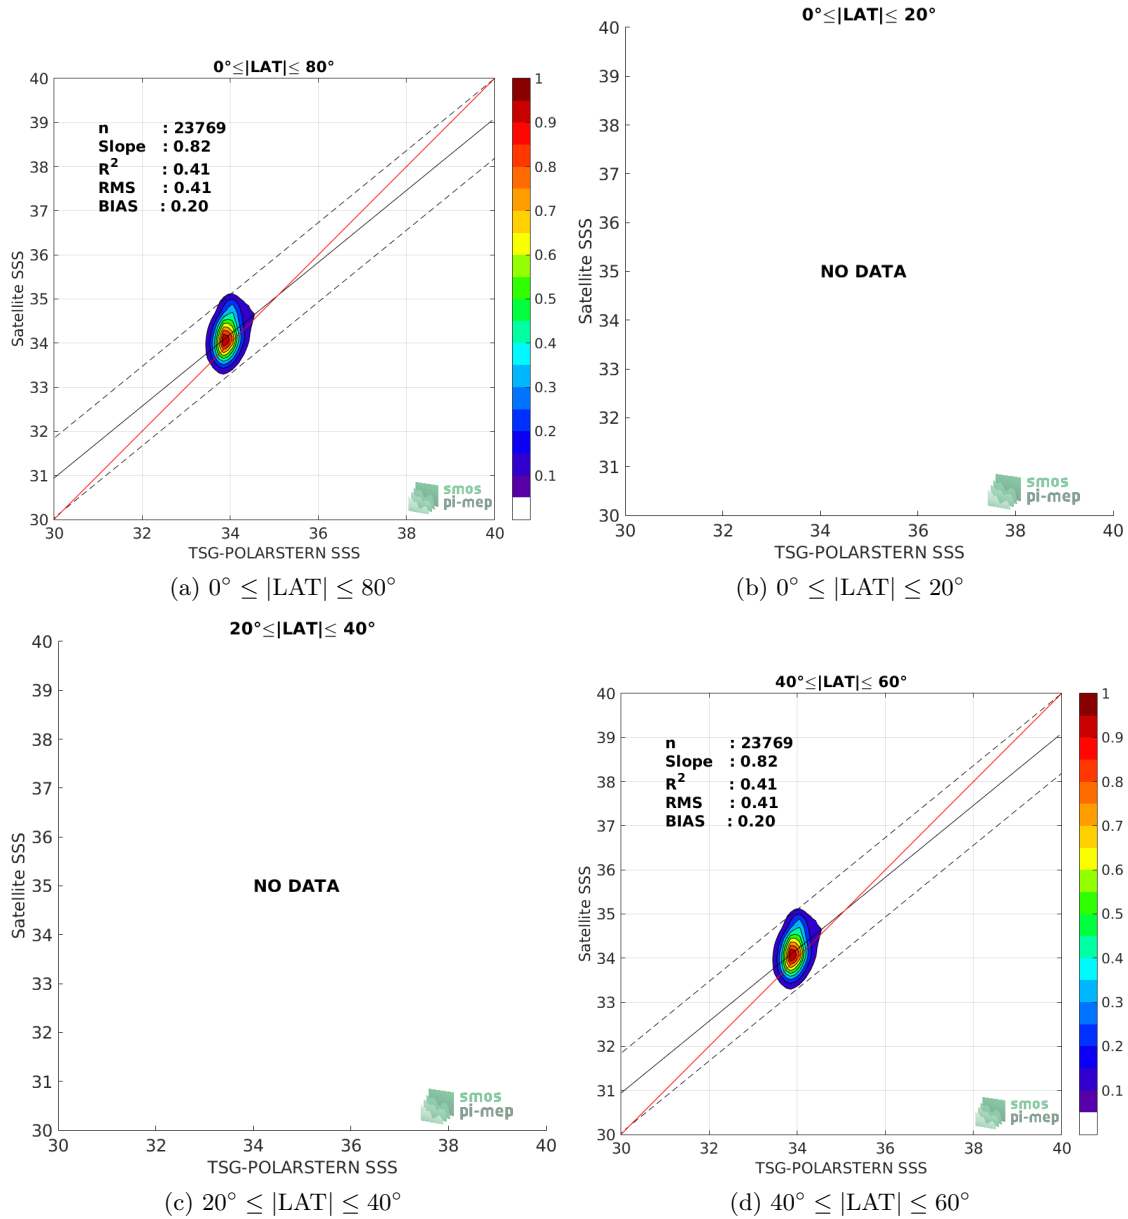 0°≤|LAT|≤ 80°
n : 23769
Slope : 0.82
R² : 0.41
RMS : 0.41
BIAS : 0.20
40
39
38
37
36
35
34
33
32
31
30
30 32 34 36 38 40
Satellite SSS
TSG-POLARSTERN SSS
1
0.9
0.8
0.7
0.6
0.5
0.4
0.3
0.2
0.1
smos
pi-mep
(a) 0° ≤ |LAT| ≤ 80°
0°≤|LAT|≤ 20°
40
39
38
37
36
35
34
33
32
31
30
30 32 34 36 38 40
Satellite SSS
NO DATA
TSG-POLARSTERN SSS
smos
pi-mep
(b) 0° ≤ |LAT| ≤ 20°
20°≤|LAT|≤ 40°
40
39
38
37
36
35
34
33
32
31
30
30 32 34 36 38 40
Satellite SSS
NO DATA
TSG-POLARSTERN SSS
smos
pi-mep
(c) 20° ≤ |LAT| ≤ 40°
40°≤|LAT|≤ 60°
n : 23769
Slope : 0.82
R² : 0.41
RMS : 0.41
BIAS : 0.20
40
39
38
37
36
35
34
33
32
31
30
30 32 34 36 38 40
Satellite SSS
TSG-POLARSTERN SSS
1
0.9
0.8
0.7
0.6
0.5
0.4
0.3
0.2
0.1
smos
pi-mep
(d) 40° ≤ |LAT| ≤ 60°